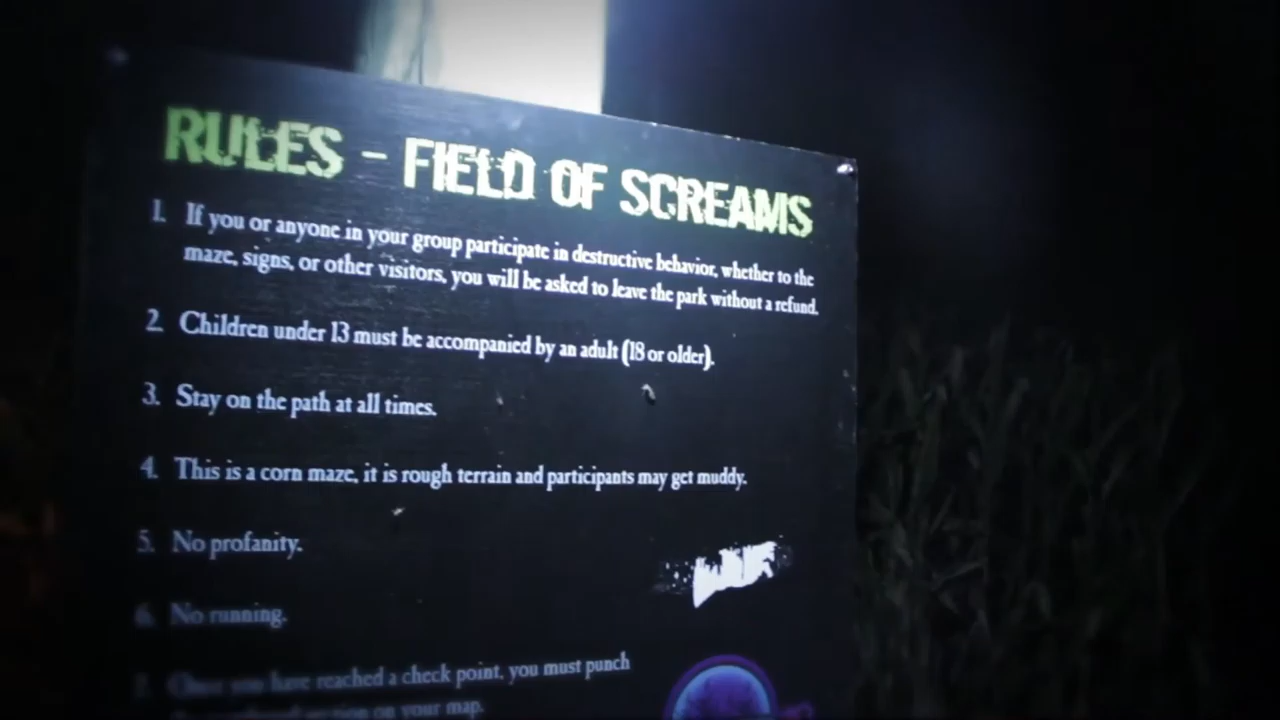 RULES - FIELD OF SCREAMS
1. If you or anyone in your group participate in destructive behavior, whether to the
maze, signs, or other visitors, you will be asked to leave the park without a refund.
2. Children under 13 must be accompanied by an adult (18 or older).
3. Stay on the path at all times.
4. This is a corn maze, it is rough terrain and participants may get muddy.
5. No profanity.
6. No running.
7. Once you have reached a check point, you must punch
on your map.